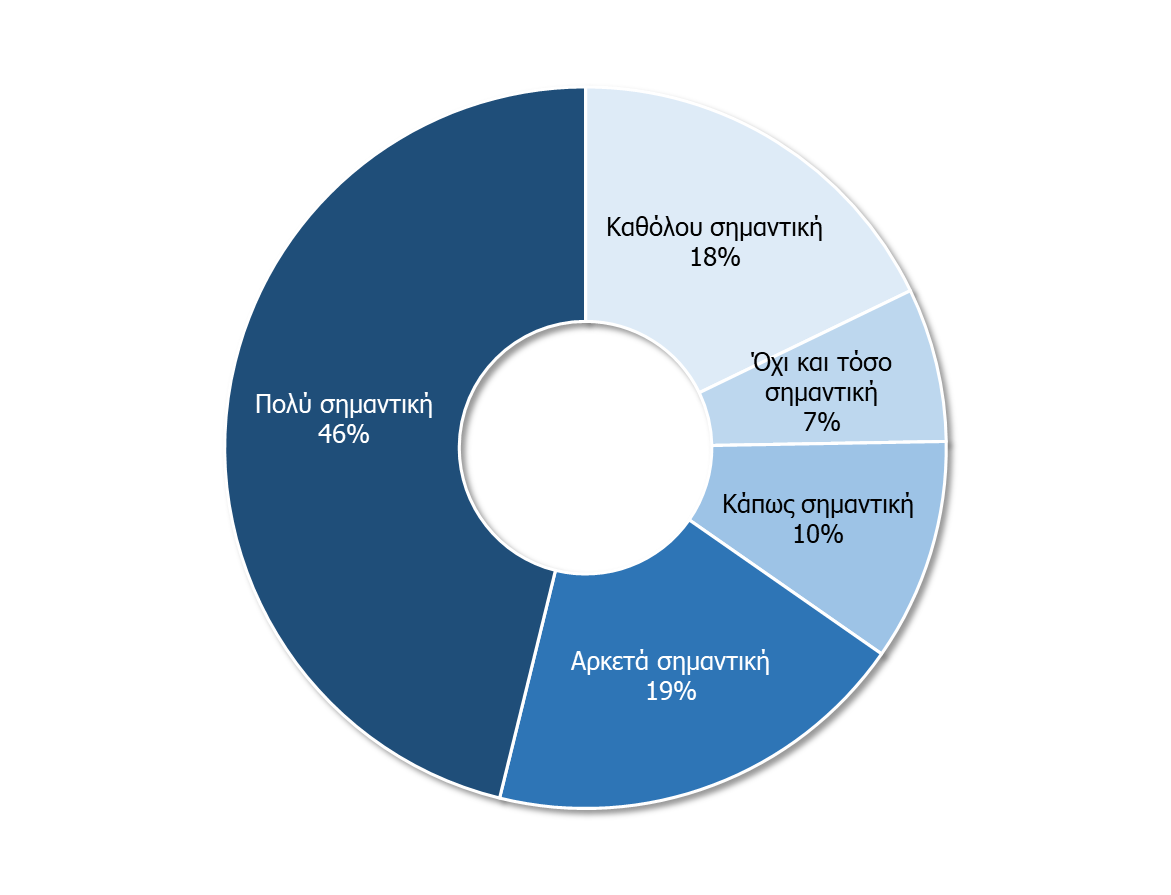 Καθόλου σημαντική
18%
Όχι και τόσο
σημαντική
7%
Κάπως σημαντική
10%
Αρκετά σημαντική
19%
Πολύ σημαντική
46%